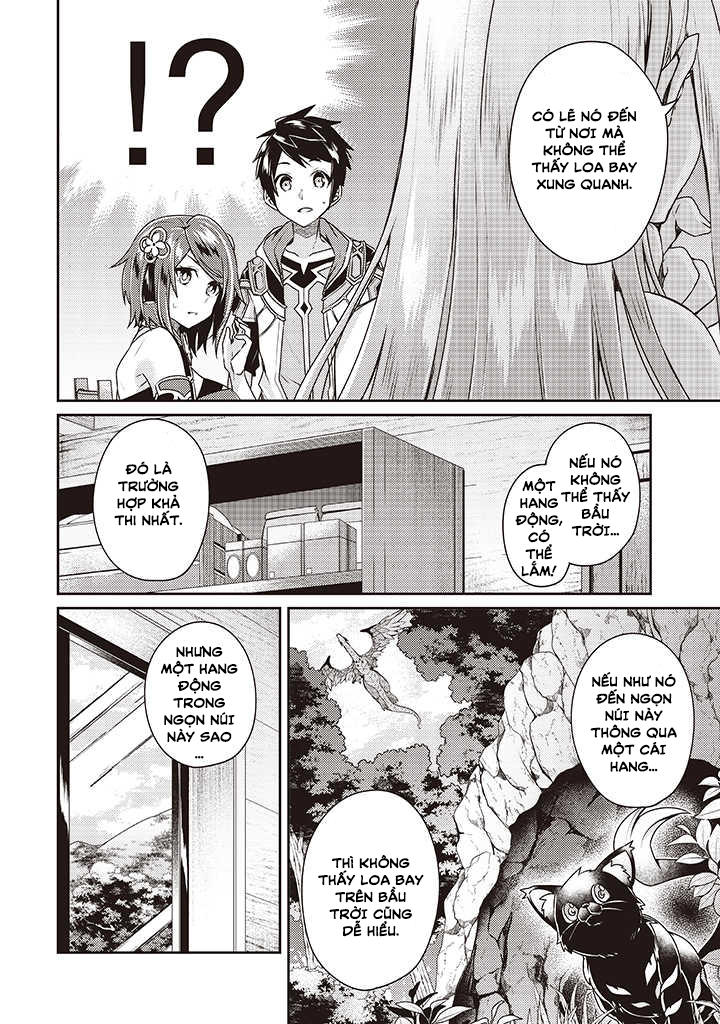 !?
CÓ LẼ NÓ ĐẾN
TỪ NƠI MÀ
KHÔNG THỂ
THẤY LOA BAY
XUNG QUANH.
NẾU NÓ
KHÔNG
THỂ THẤY
BẦU
TRỜI...
MỘT
HANG
ĐỘNG,
CÓ
THỂ
LẮM!
ĐÓ LÀ
TRƯỜNG
HỢP KHẢ
THI NHẤT.
NẾU NHƯ NÓ
ĐẾN NGỌN
NÚI NÀY
THÔNG QUA
MỘT CÁI
HANG...
THÌ KHÔNG
THẤY LOA BAY
TRÊN BẦU
TRỜI CŨNG
DỄ HIỂU.
NHƯNG
MỘT HANG
ĐỘNG
TRONG
NGỌN NÚI
NÀY SAO
...